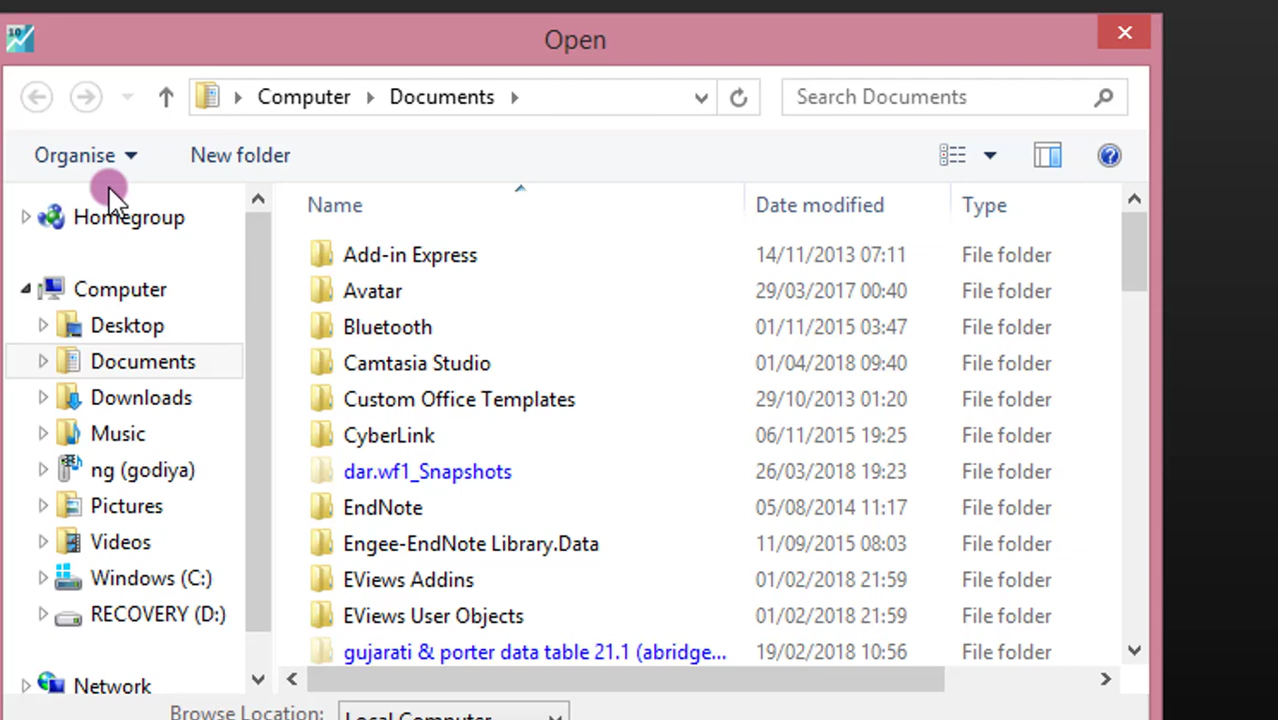 10
Open
Computer Documents
Search Documents
Organise New folder
Name Date modified Type
Homegroup
Computer
Desktop
Documents
Downloads
Music
ng (godiya)
Pictures
Videos
Windows (C:)
RECOVERY (D:)
Network
Add-in Express 14/11/2013 07:11 File folder
Avatar 29/03/2017 00:40 File folder
Bluetooth 01/11/2015 03:47 File folder
Camtasia Studio 01/04/2018 09:40 File folder
Custom Office Templates 29/10/2013 01:20 File folder
CyberLink 06/11/2015 19:25 File folder
dar.wf1_Snapshots 26/03/2018 19:23 File folder
EndNote 05/08/2014 11:17 File folder
Engee-EndNote Library.Data 11/09/2015 08:03 File folder
EViews Addins 01/02/2018 21:59 File folder
EViews User Objects 01/02/2018 21:59 File folder
gujarati & porter data table 21.1 (abridge... 19/02/2018 10:56 File folder
Browse Location: Local Computer